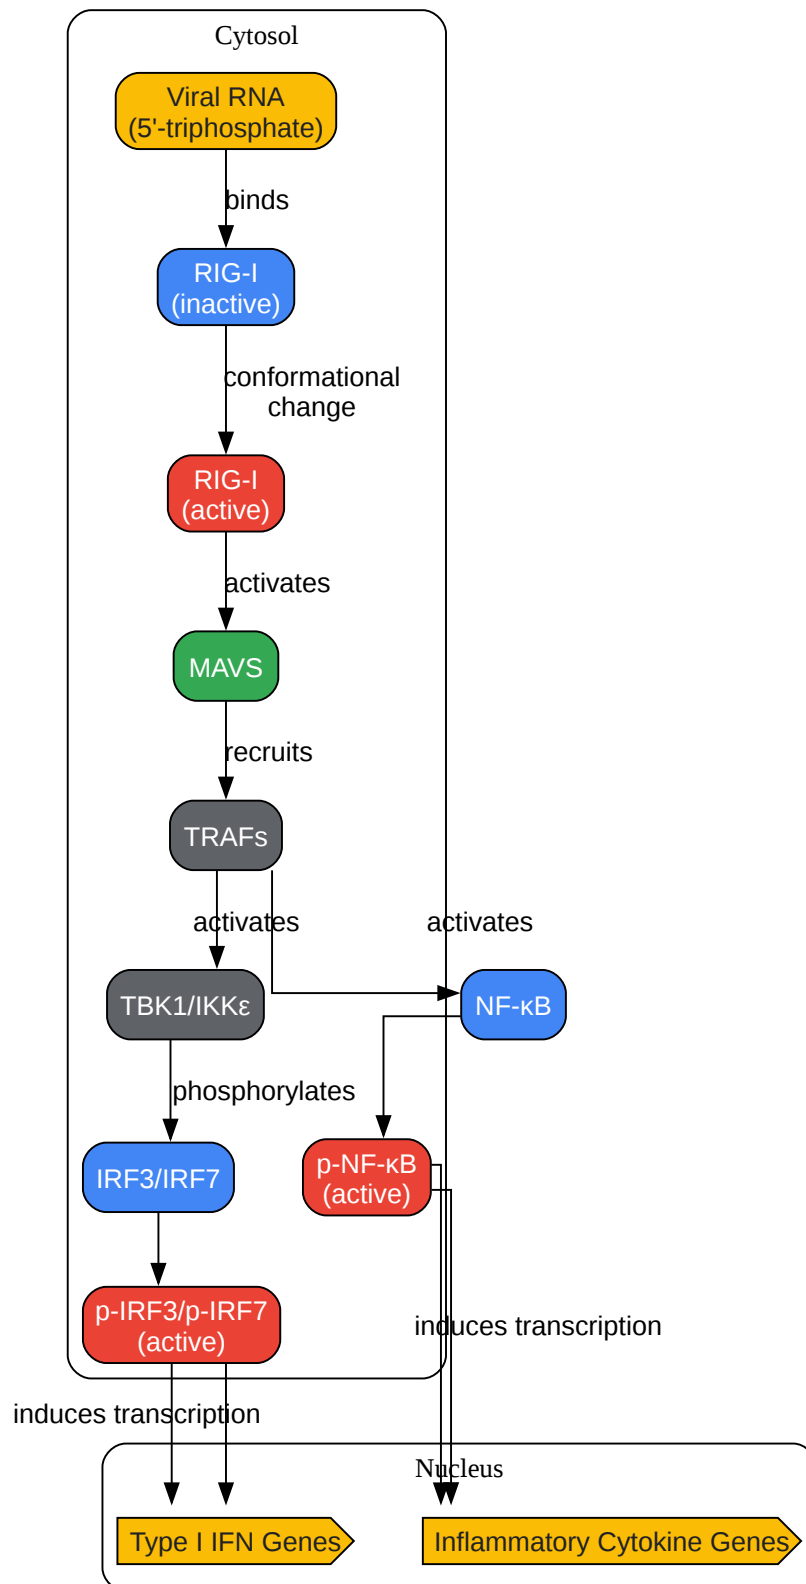 Cytosol
Viral RNA
(5'-triphosphate)
binds
RIG-I
(inactive)
conformational
change
RIG-I
(active)
activates
MAVS
recruits
TRAFs
activates
activates
TBK1/IKKε
NF-κB
phosphorylates
IRF3/IRF7
p-NF-κB
(active)
p-IRF3/p-IRF7
(active)
induces transcription
induces transcription
Nucleus
Type I IFN Genes
Inflammatory Cytokine Genes